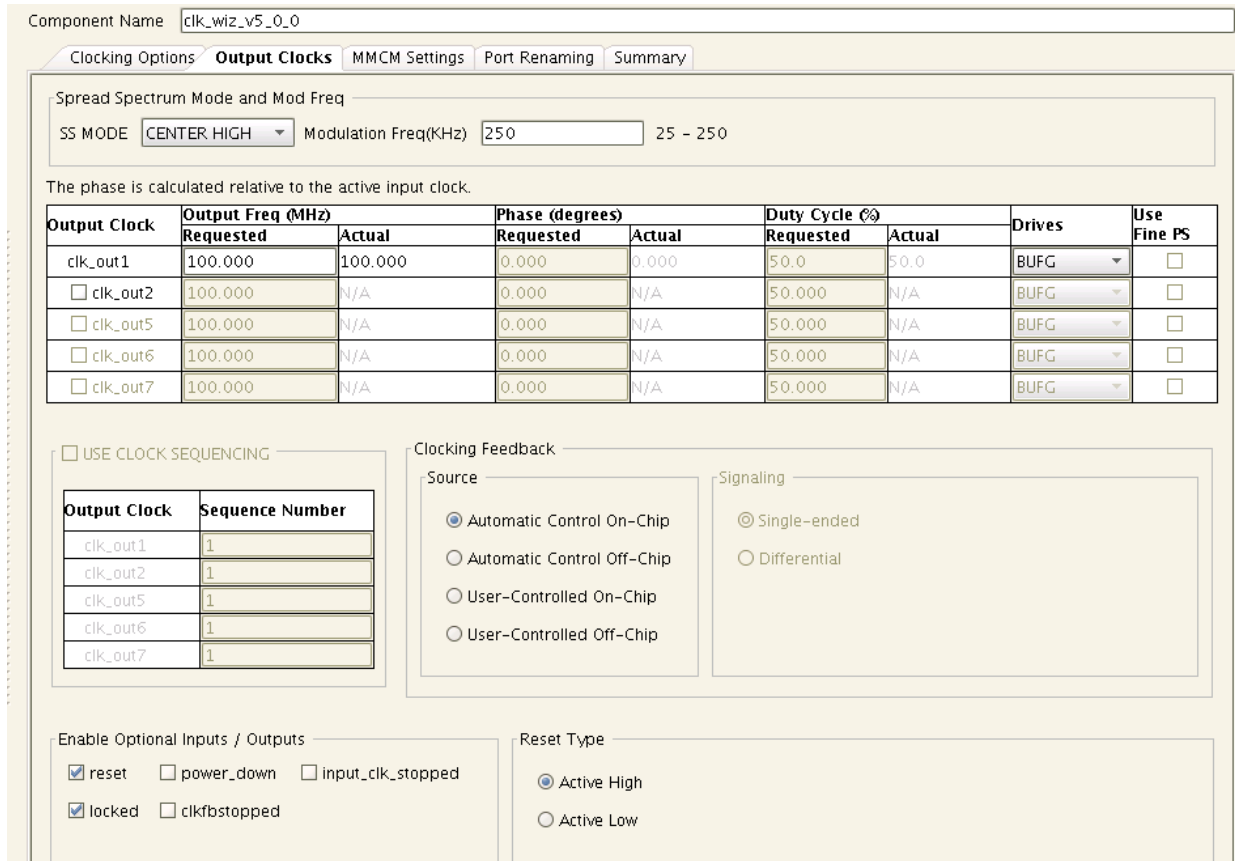 Component Name clk_wiz_v5_0_0
Clocking Options Output Clocks MMCM Settings Port Renaming Summary
Spread Spectrum Mode and Mod Freq
SS MODE CENTER HIGH Modulation Freq(KHz) 250 25 - 250
The phase is calculated relative to the active input clock.
Output Clock Output Freq (MHz) Phase (degrees) Duty Cycle (%) Drives Use Fine PS
Requested Actual Requested Actual Requested Actual
clk_out1 100.000 100.000 0.000 0.000 50.0 50.0 BUFG
clk_out2 100.000 N/A 0.000 N/A 50.000 N/A BUFG
clk_out5 100.000 N/A 0.000 N/A 50.000 N/A BUFG
clk_out6 100.000 N/A 0.000 N/A 50.000 N/A BUFG
clk_out7 100.000 N/A 0.000 N/A 50.000 N/A BUFG
USE CLOCK SEQUENCING
Output Clock Sequence Number
clk_out1 1
clk_out2 1
clk_out5 1
clk_out6 1
clk_out7 1
Clocking Feedback
Source
Automatic Control On-Chip
Automatic Control Off-Chip
User-Controlled On-Chip
User-Controlled Off-Chip
Signaling
Single-ended
Differential
Enable Optional Inputs / Outputs
reset power_down input_clk_stopped
locked clkfbstopped
Reset Type
Active High
Active Low